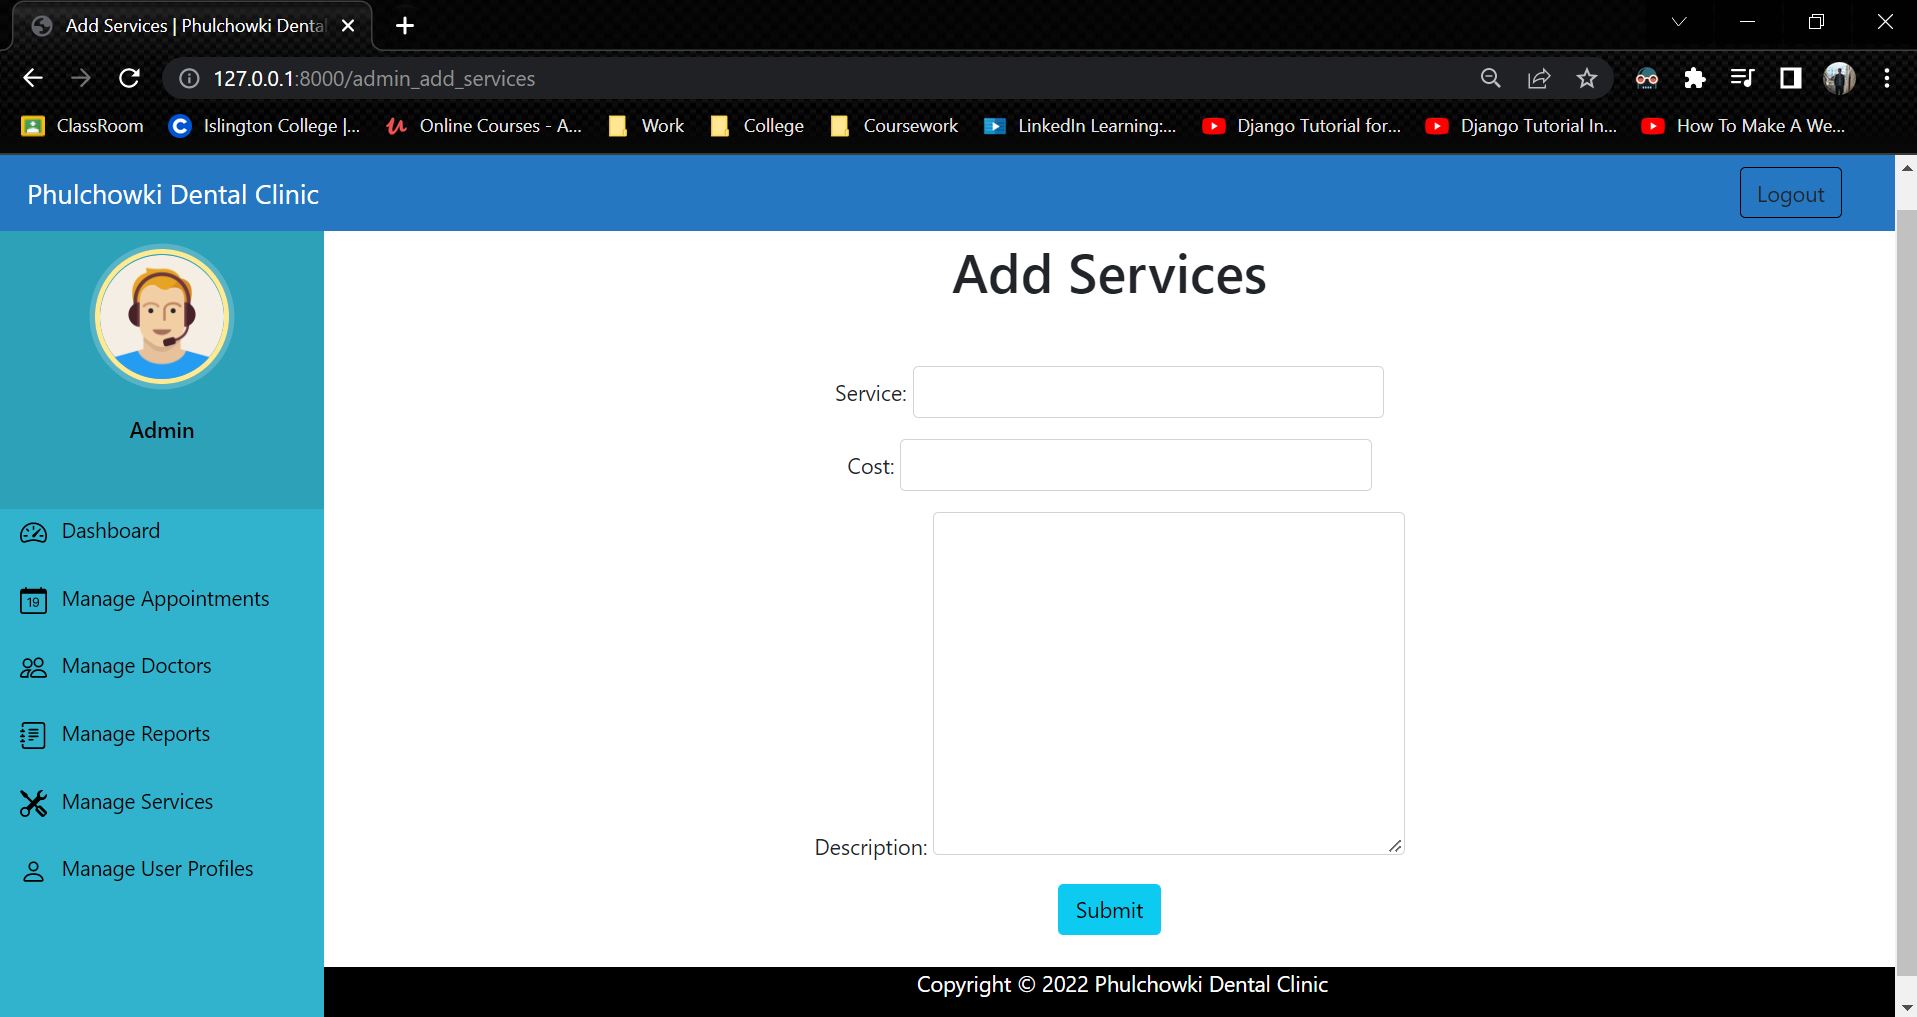 Add Services | Phulchowki Dental
127.0.0.1:8000/admin_add_services
ClassRoom Islington College |... Online Courses - A... Work College Coursework LinkedIn Learning:... Django Tutorial for... Django Tutorial In... How To Make A We...
Phulchowki Dental Clinic
Logout
Admin
Dashboard
19 Manage Appointments
Manage Doctors
Manage Reports
Manage Services
Manage User Profiles
Add Services
Service:
Cost:
Description:
Submit
Copyright © 2022 Phulchowki Dental Clinic